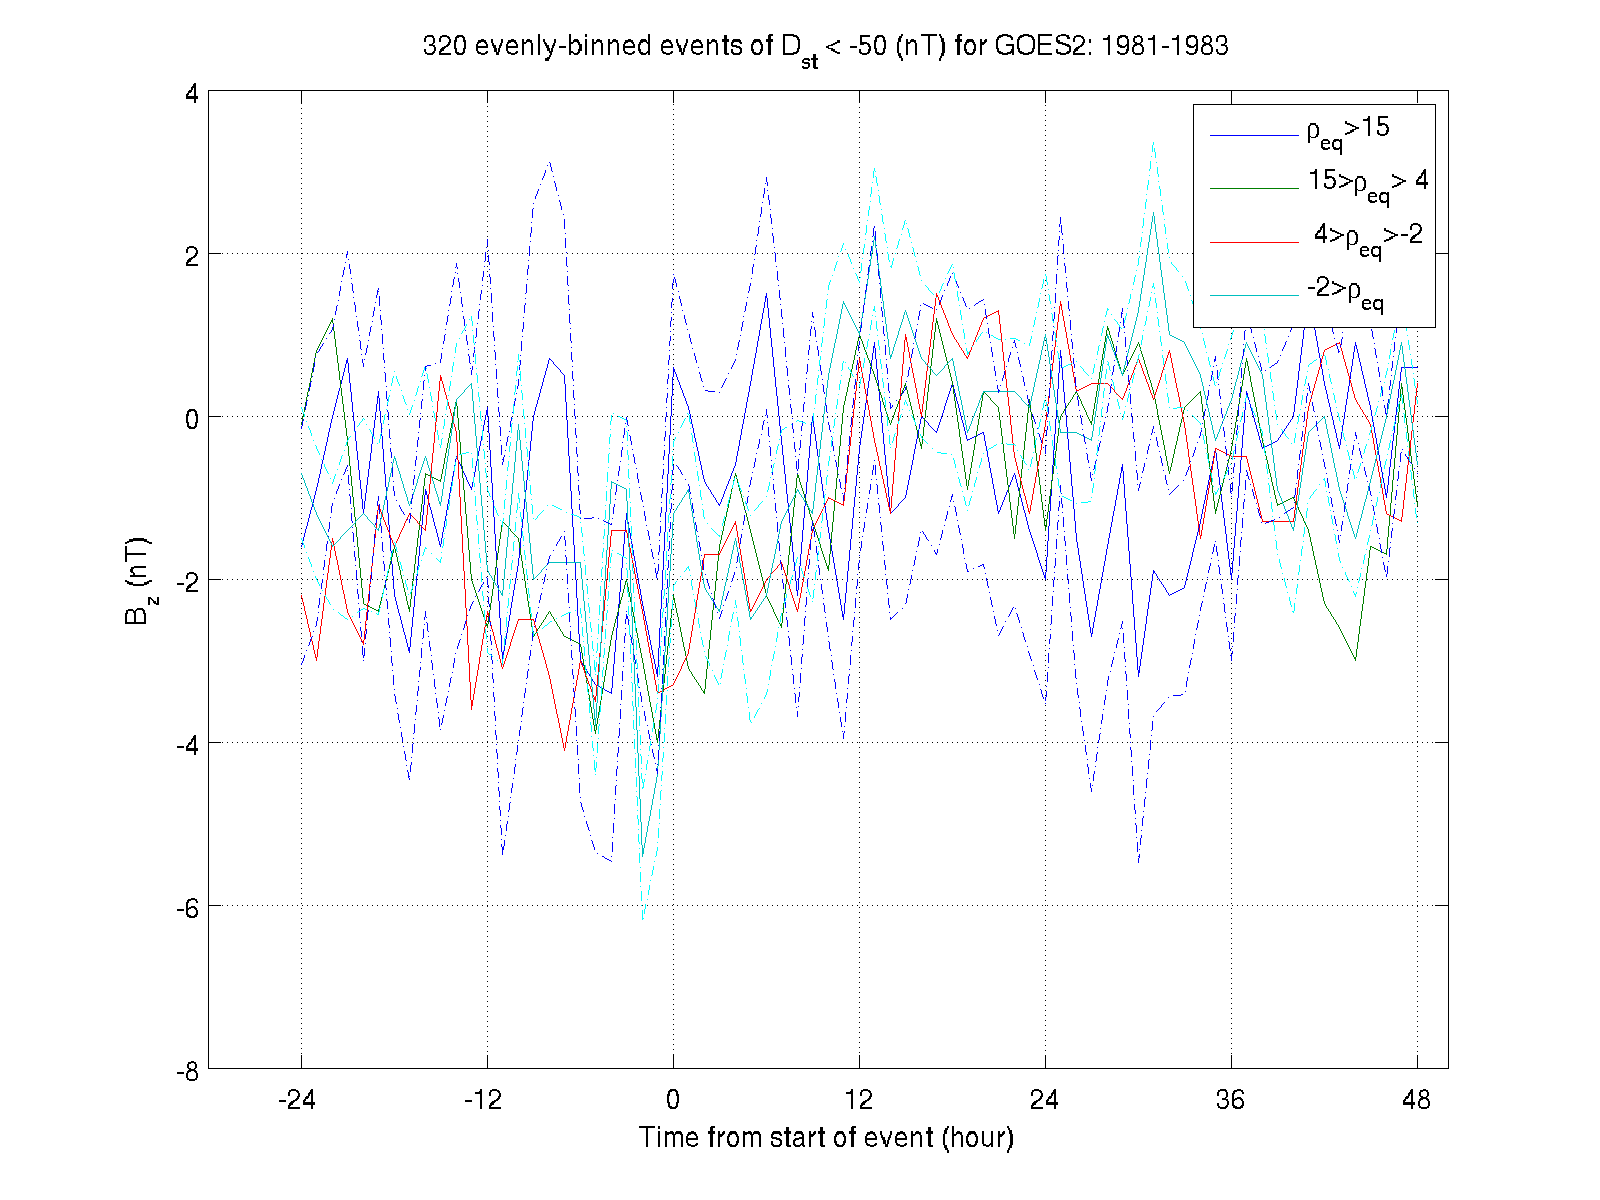 320 evenly-binned events of D_st < -50 (nT) for GOES2: 1981-1983
4
2
0
-2
-4
-6
-8
B_z (nT)
ρ_eq>15
15>ρ_eq> 4
4>ρ_eq>-2
-2>ρ_eq
-24 -12 0 12 24 36 48
Time from start of event (hour)